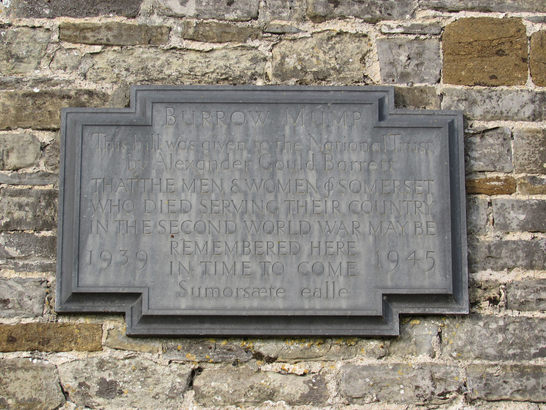 BURROW MUMP
This hill was given to the National Trust
by Alexander Gould Barrett
THAT THE MEN & WOMEN of SOMERSET
WHO DIED SERVING THEIR COUNTRY
IN THE SECOND WORLD WAR MAY BE
1939 REMEMBERED HERE 1945
IN TIME TO COME
Sumorsæte ealle